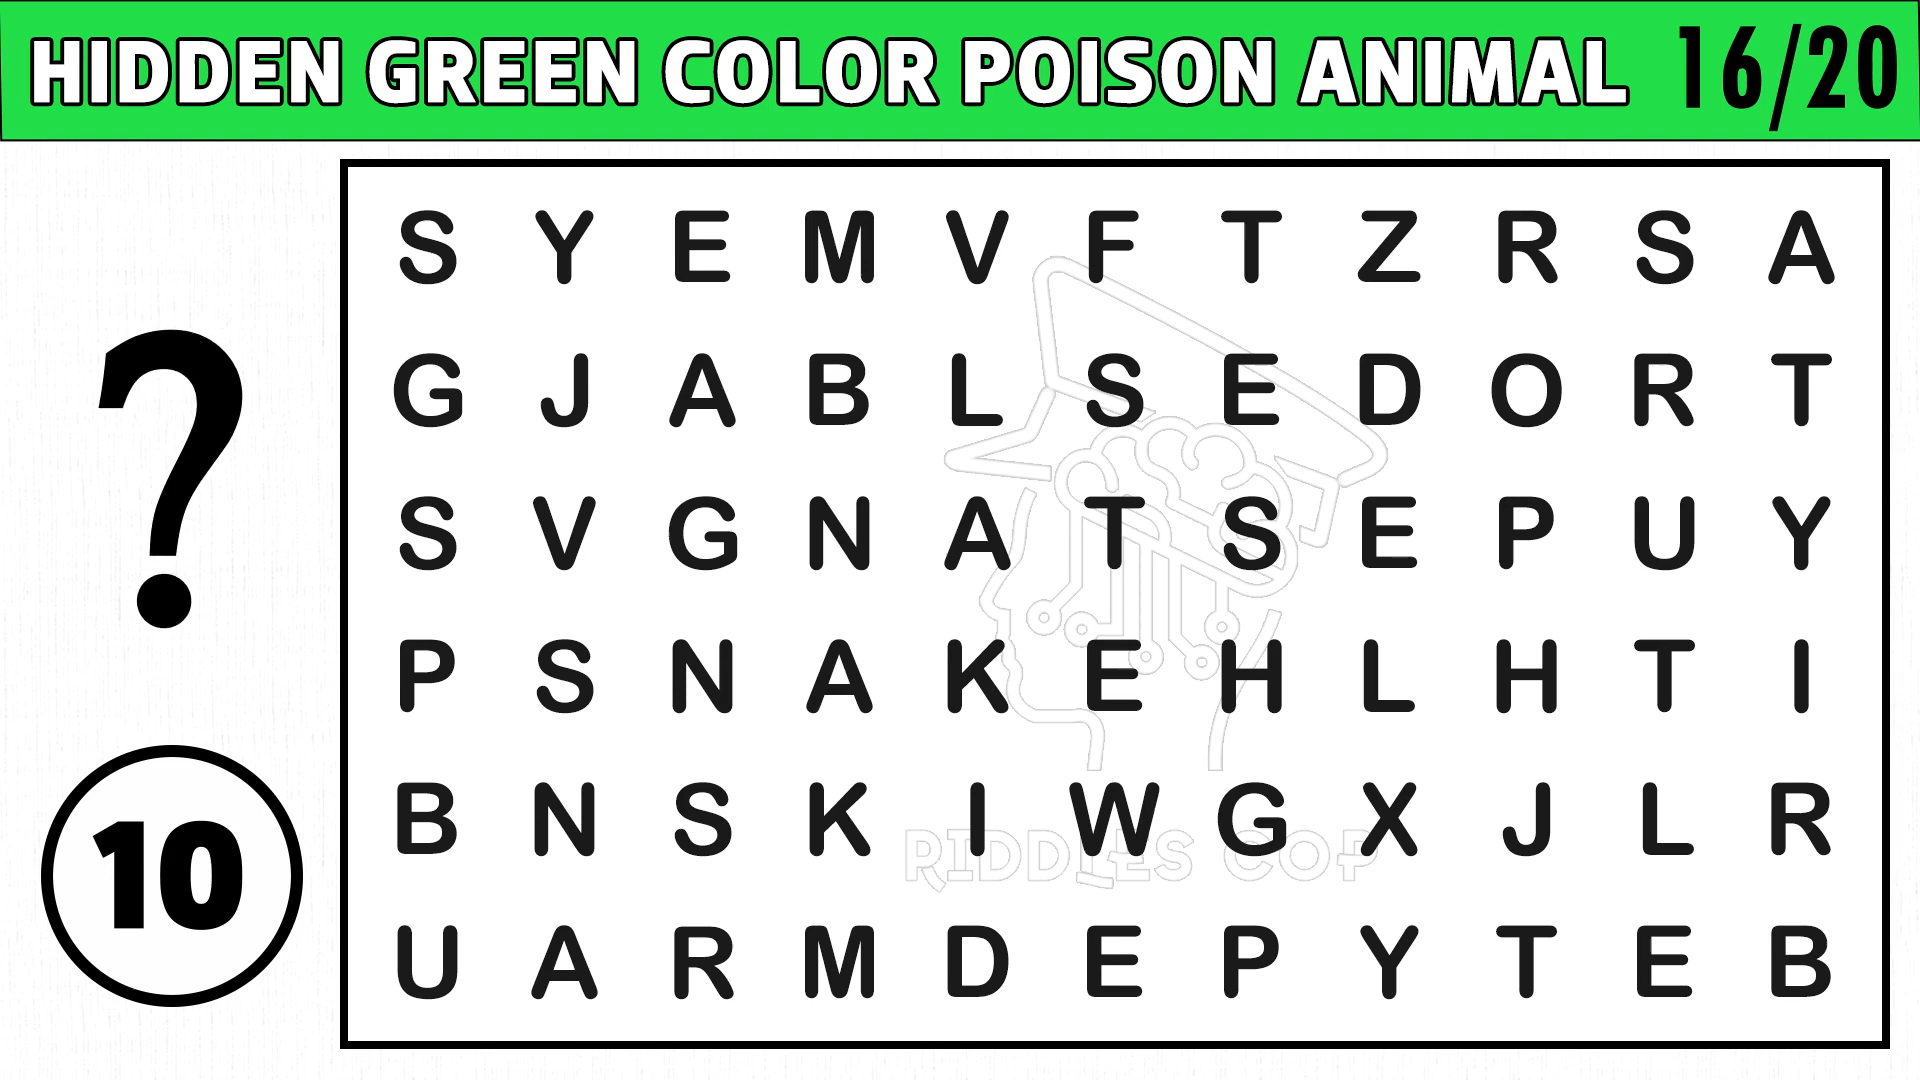 HIDDEN GREEN COLOR POISON ANIMAL 16/20
S Y E M V F T Z R S A
G J A B L S E D O R T
S V G N A T S E P U Y
P S N A K E H L H T I
B N S K I W G X J L R
U A R M D E P Y T E B
?
10
RIDDLES COP